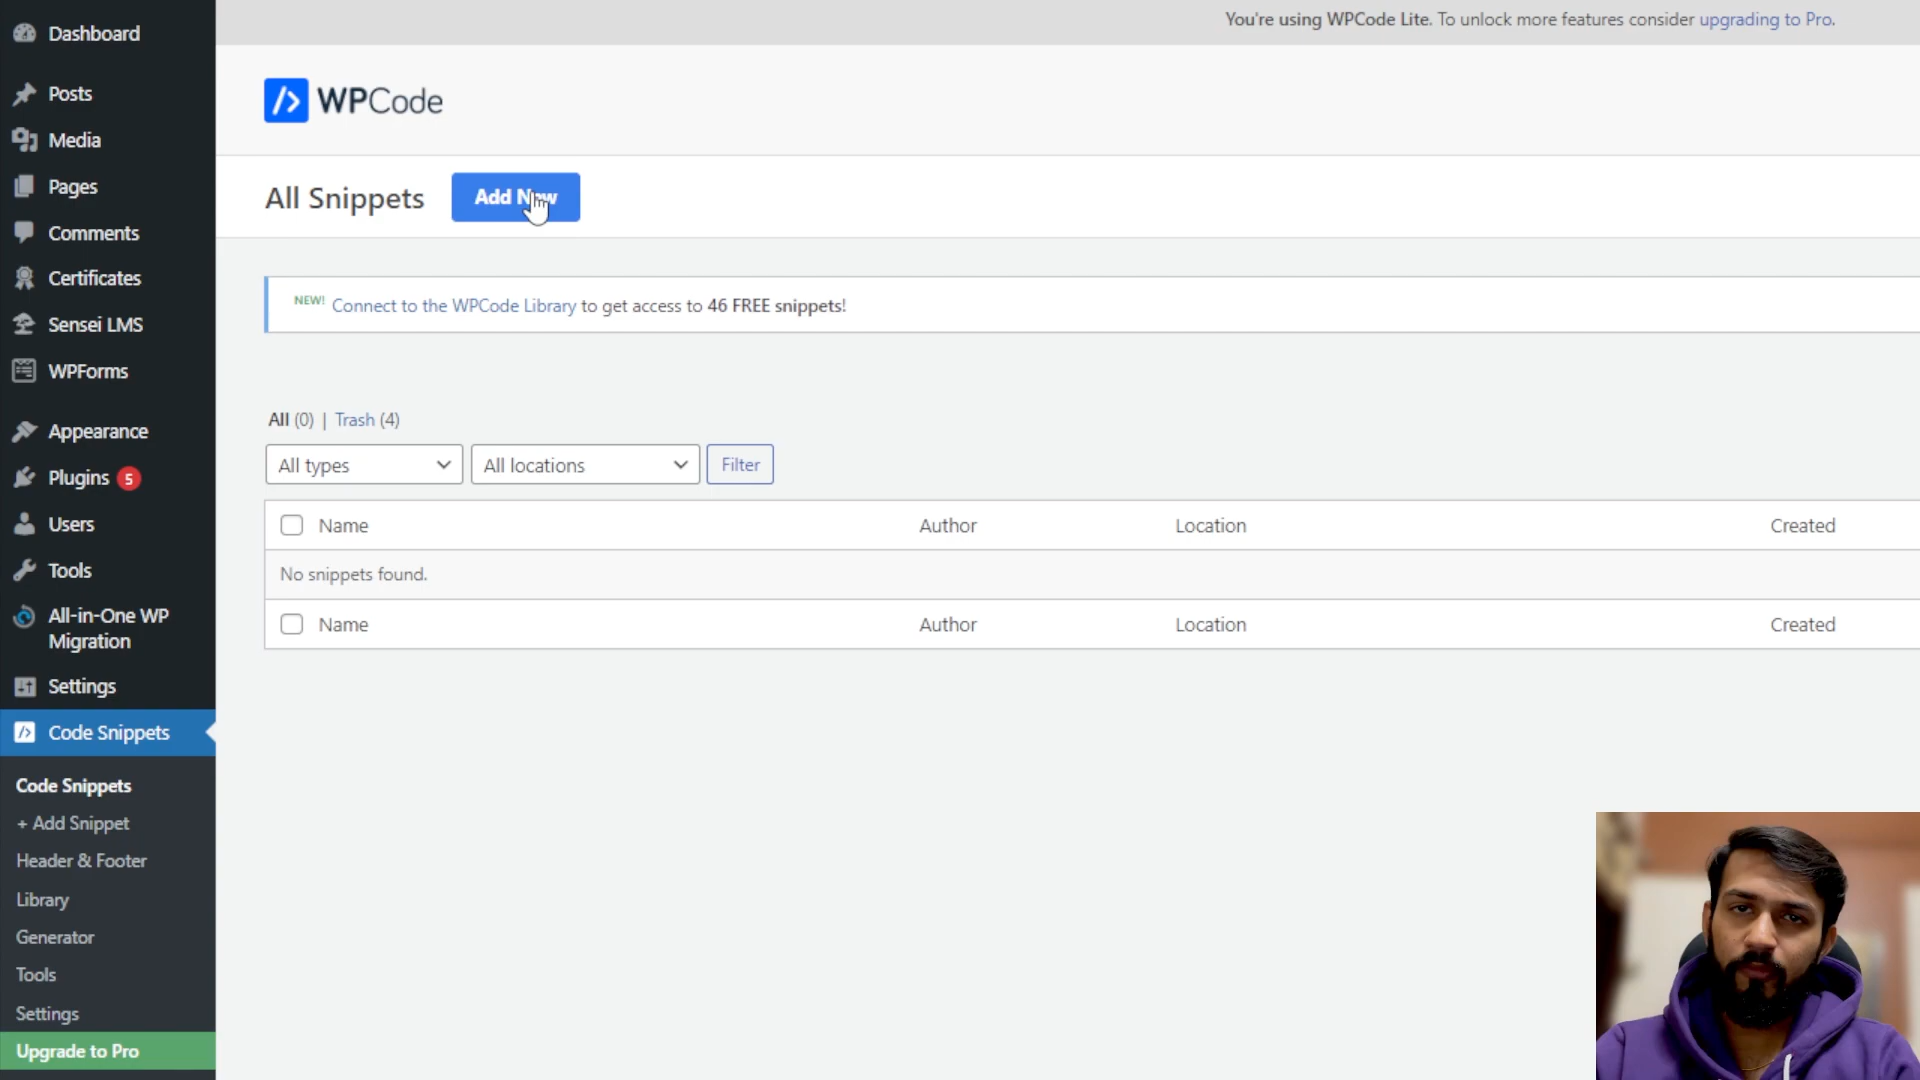 Dashboard
Posts
Media
Pages
Comments
Certificates
Sensei LMS
WPForms
Appearance
Plugins 5
Users
Tools
All-in-One WP
Migration
Settings
Code Snippets
Code Snippets
+ Add Snippet
Header & Footer
Library
Generator
Tools
Settings
Upgrade to Pro
You're using WPCode Lite. To unlock more features consider upgrading to Pro.
WPCode
All Snippets
Add New
NEW! Connect to the WPCode Library to get access to 46 FREE snippets!
All (0) | Trash (4)
All types
All locations
Filter
Name Author Location Created
No snippets found.
Name Author Location Created